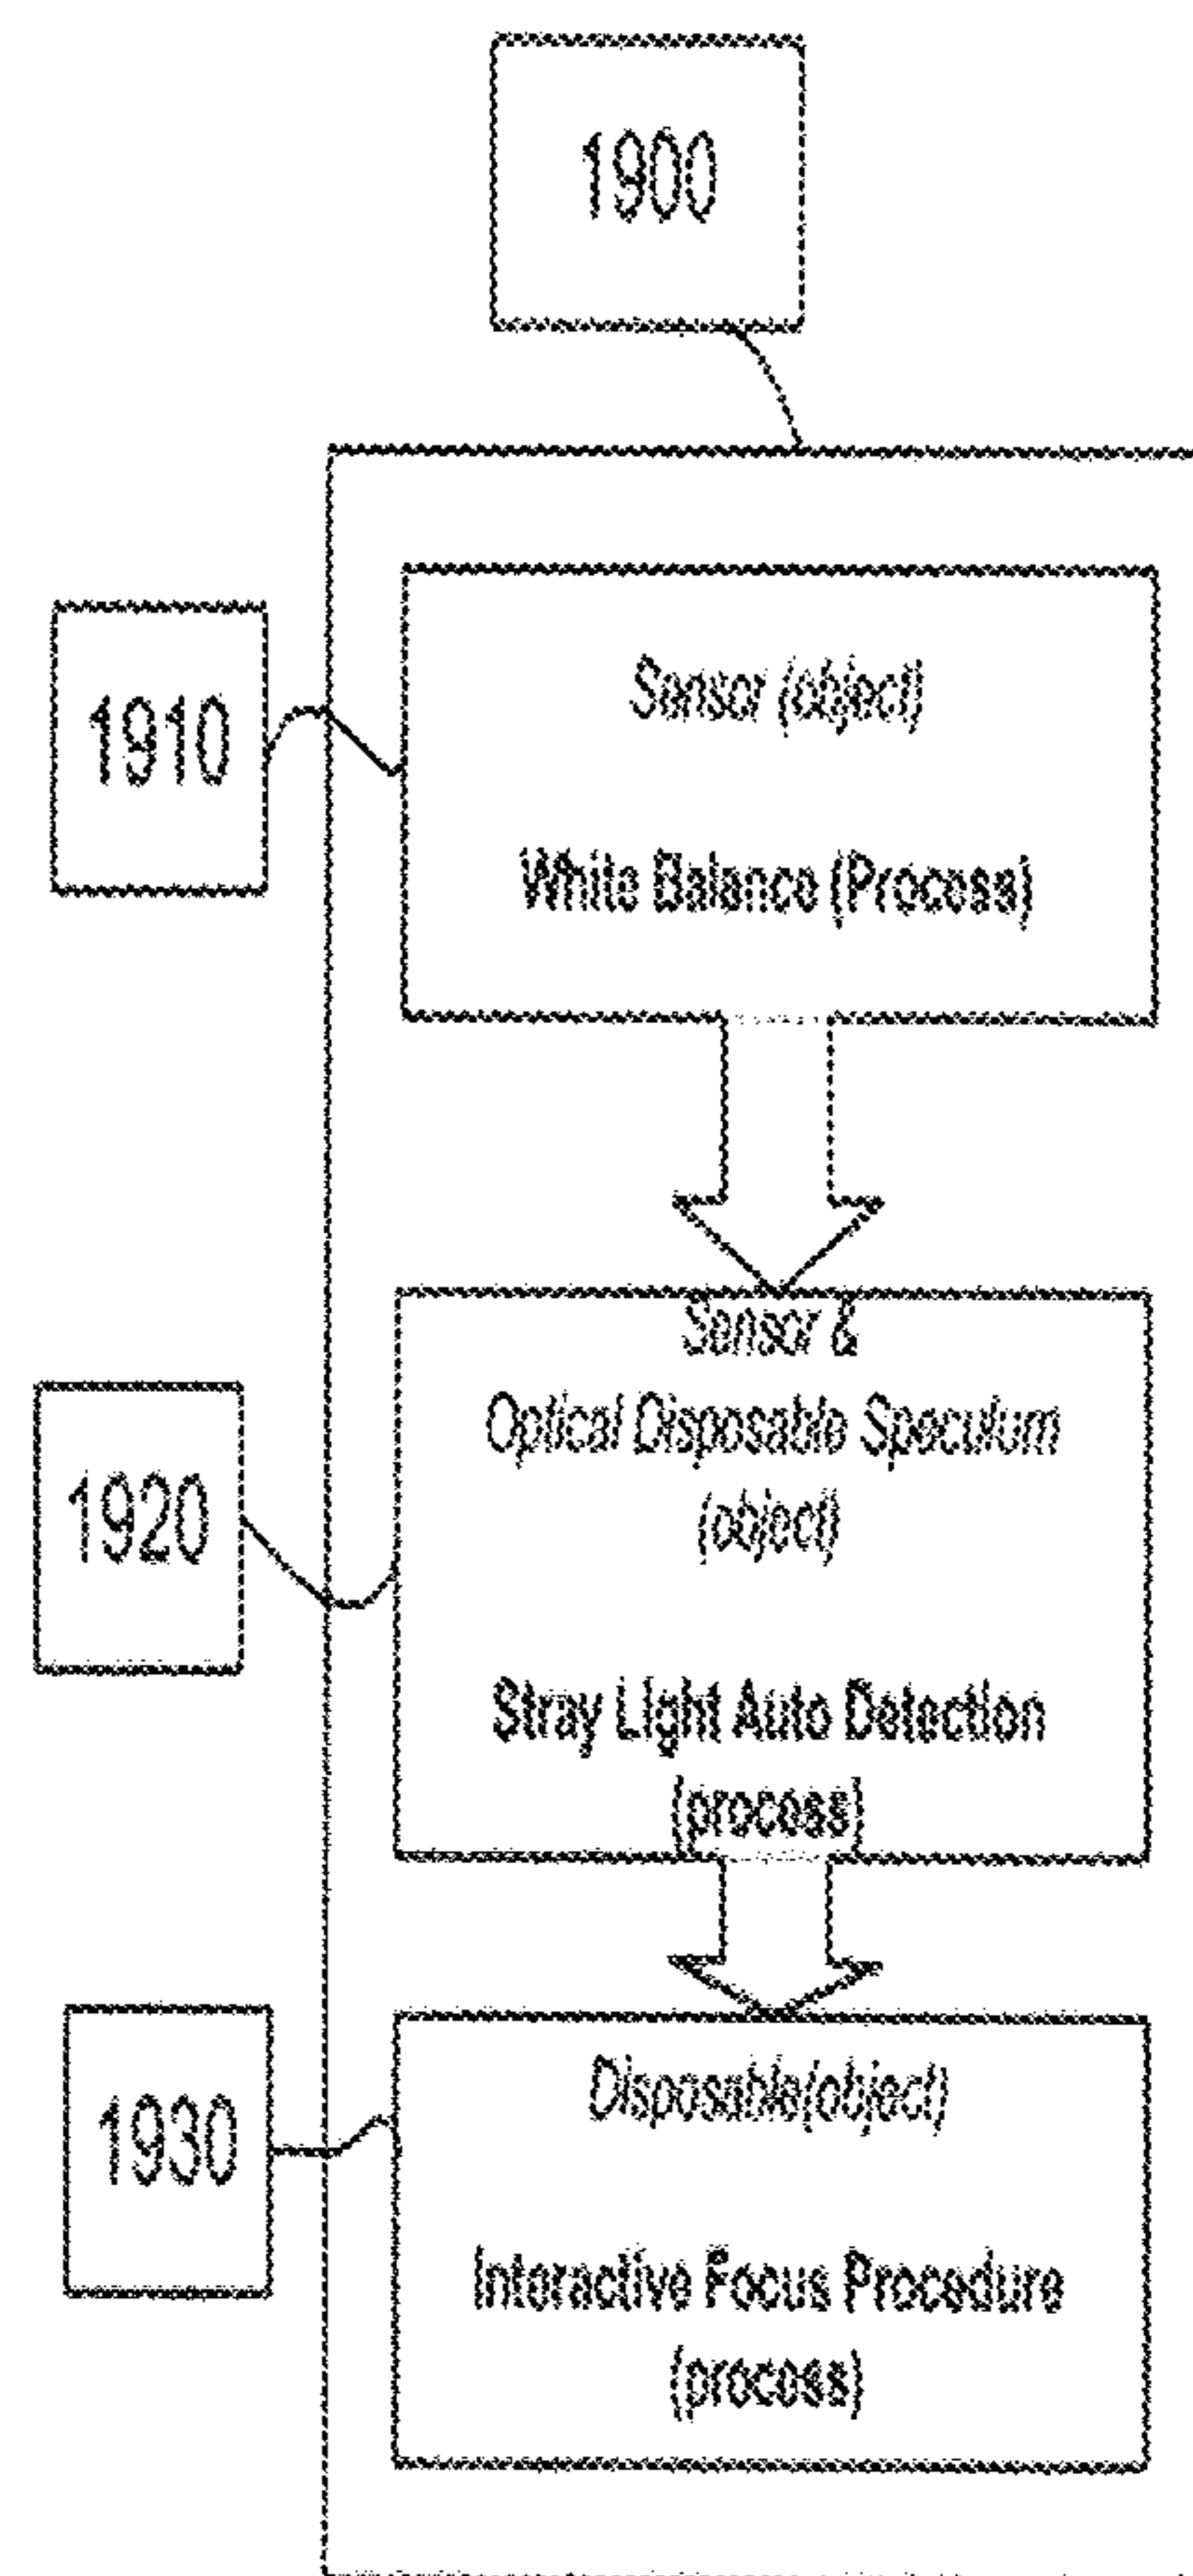 1900
1910
Sensor (object)
White Balance (Process)
1920
Sensor &
Optical Disposable Speculum
(object)
Stray Light Auto Detection
(process)
1930
Disposable(object)
Interactive Focus Procedure
(process)